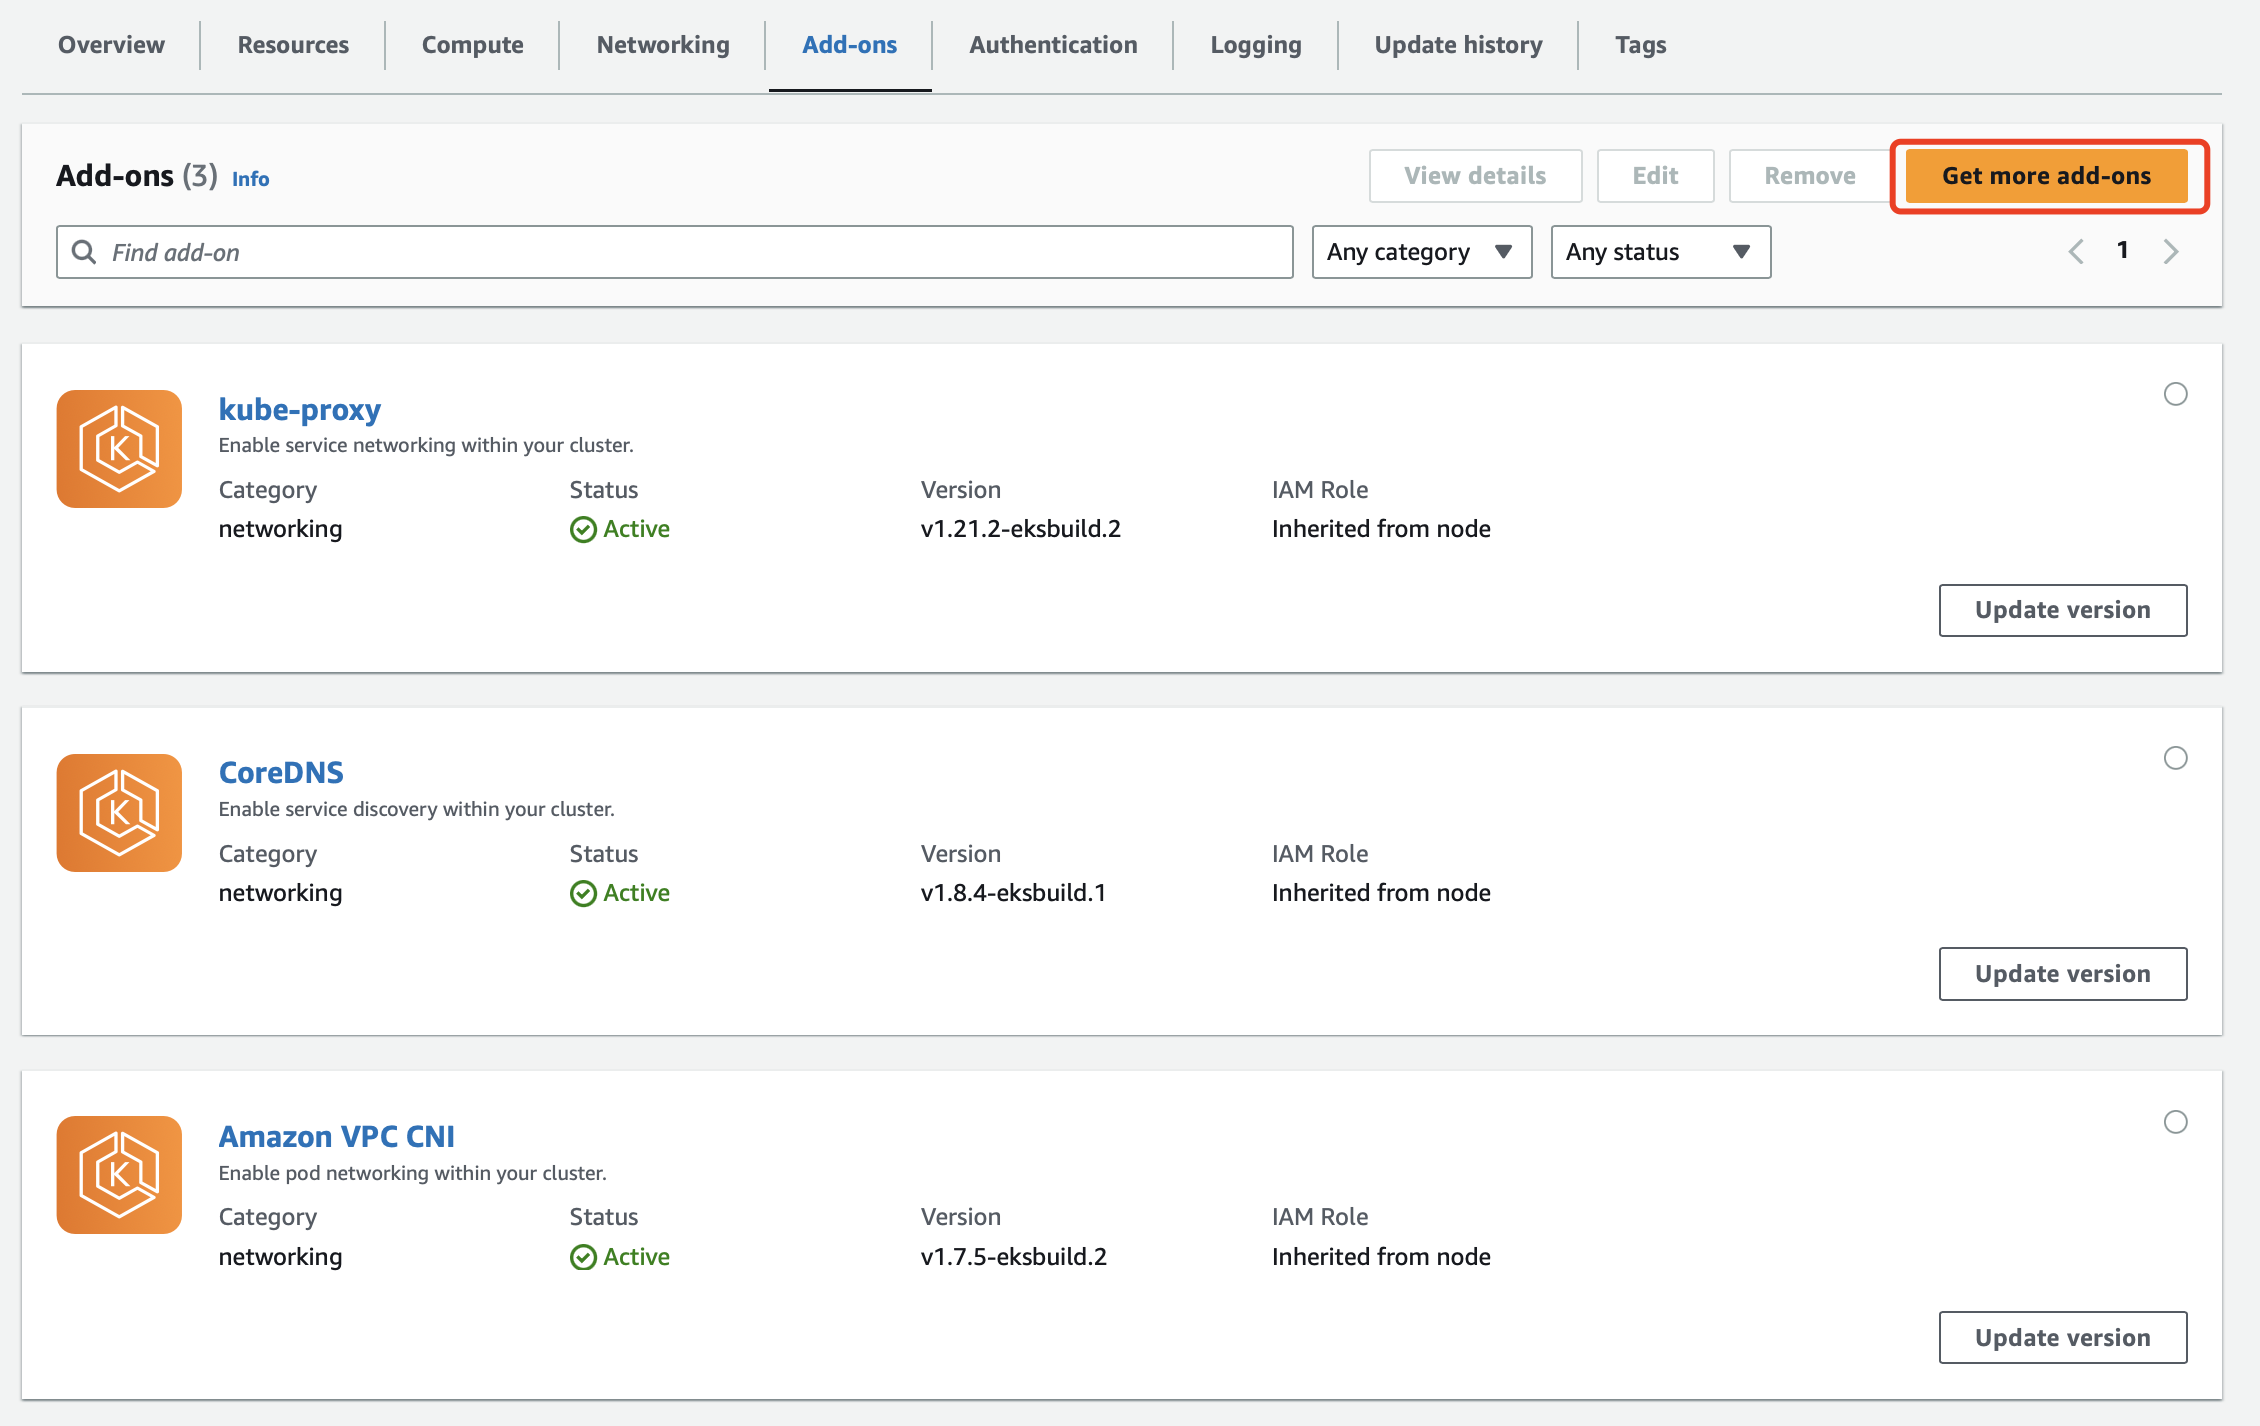 Overview Resources Compute Networking Add-ons Authentication Logging Update history Tags
Add-ons (3) Info View details Edit Remove Get more add-ons
Find add-on Any category Any status 1
kube-proxy
Enable service networking within your cluster.
Category Status Version IAM Role
networking Active v1.21.2-eksbuild.2 Inherited from node
Update version
CoreDNS
Enable service discovery within your cluster.
Category Status Version IAM Role
networking Active v1.8.4-eksbuild.1 Inherited from node
Update version
Amazon VPC CNI
Enable pod networking within your cluster.
Category Status Version IAM Role
networking Active v1.7.5-eksbuild.2 Inherited from node
Update version
K
K
K